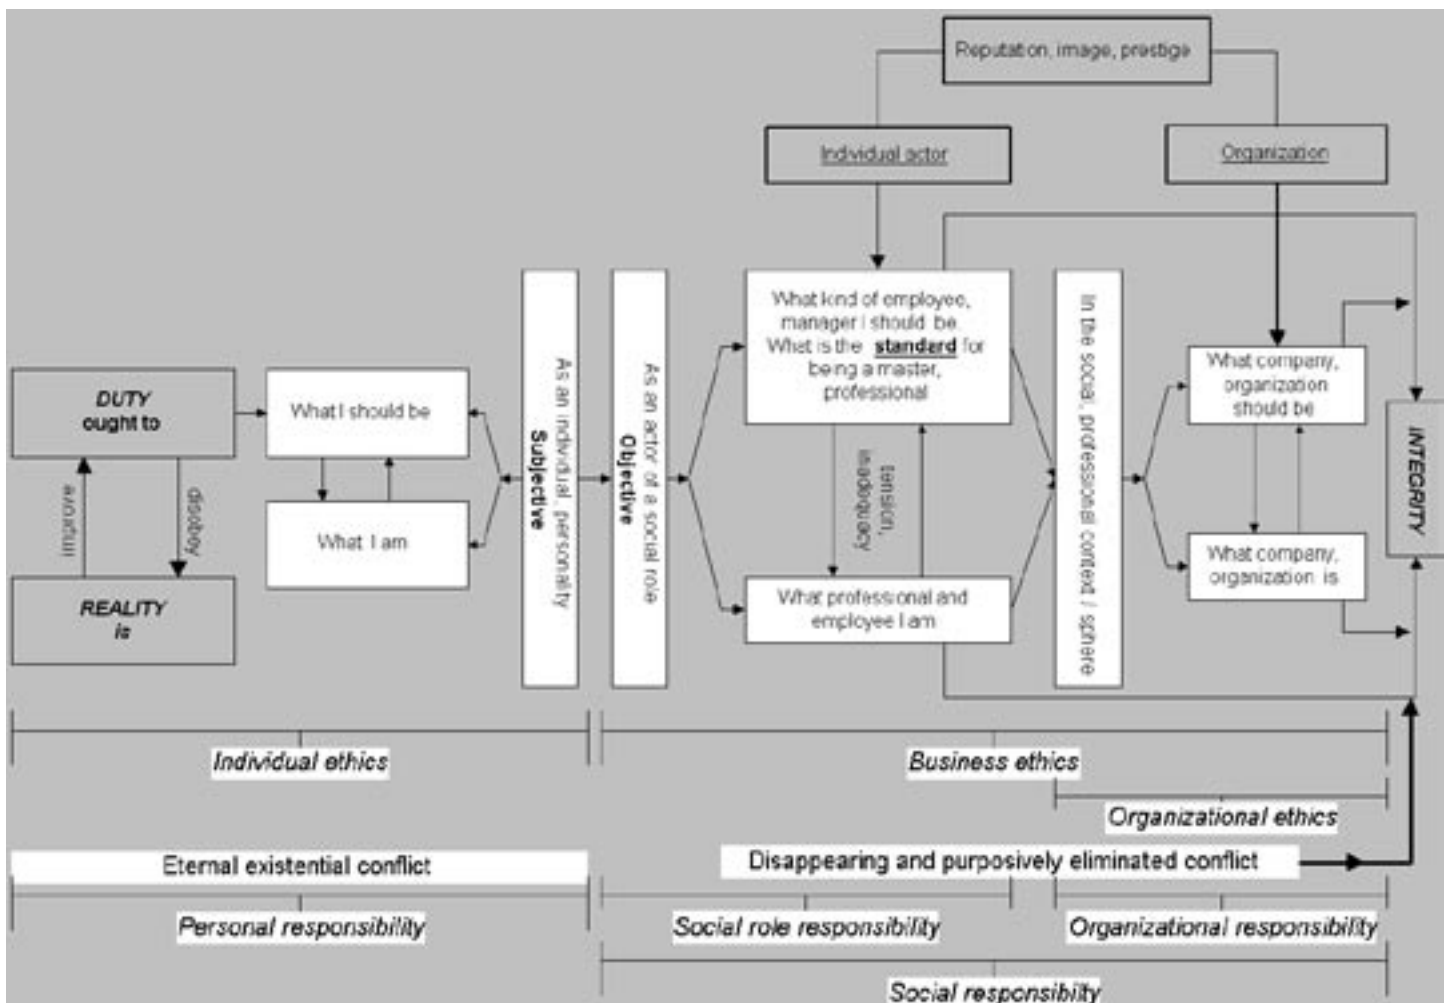 Reputation, image, prestige
Individual actor
Organization
DUTY
ought to
improve
disobey
REALITY
is
What I should be
What I am
As an individual, personality
Subjective
As an actor of a social role
Objective
What kind of employee,
manager I should be.
What is the standard for
being a master,
professional
tension,
inadequacy
What professional and
employee I am
In the social, professional context / sphere
What company,
organization
should be
What company,
organization is
INTEGRITY
Individual ethics
Business ethics
Organizational ethics
Eternal existential conflict
Disappearing and purposively eliminated conflict
Personal responsibility
Social role responsibility
Organizational responsibility
Social responsibilty